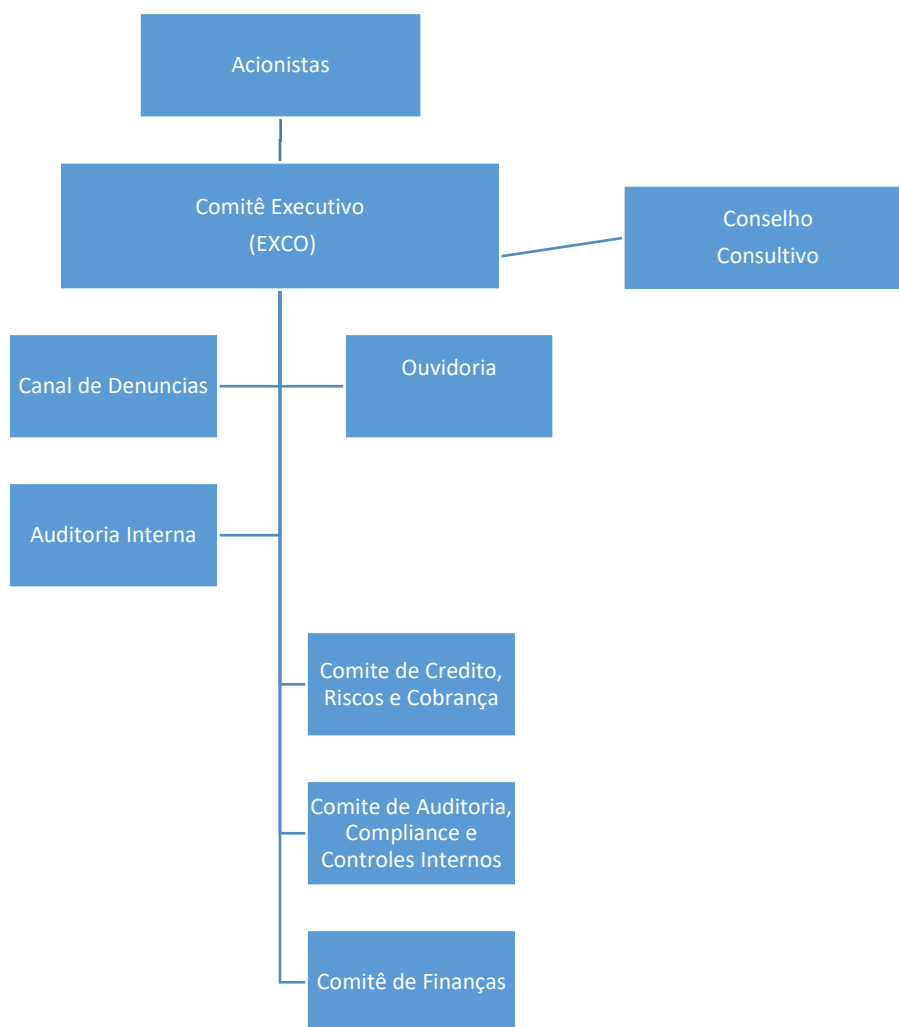 Acionistas
Comitê Executivo
(EXCO)
Conselho
Consultivo
Canal de Denuncias
Ouvidoria
Auditoria Interna
Comite de Credito,
Riscos e Cobrança
Comite de Auditoria,
Compliance e
Controles Internos
Comitê de Finanças